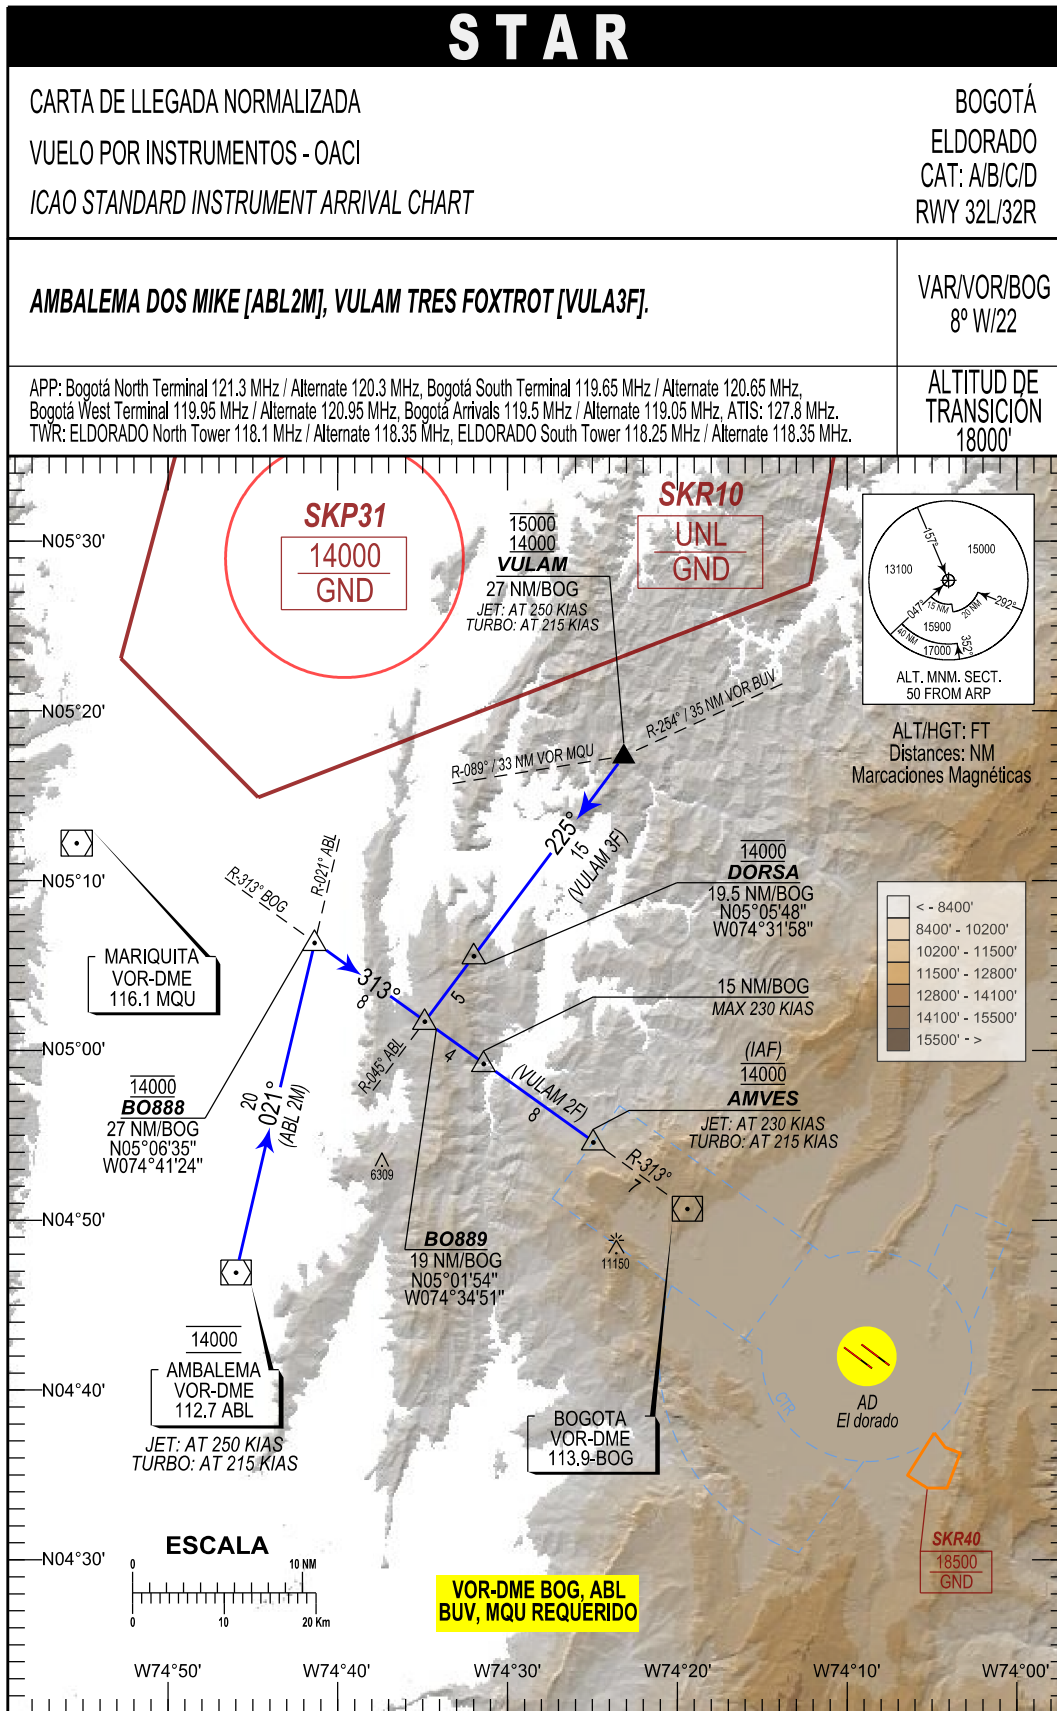 STAR
CARTA DE LLEGADA NORMALIZADA
VUELO POR INSTRUMENTOS - OACI
ICAO STANDARD INSTRUMENT ARRIVAL CHART
BOGOTÁ
ELDORADO
CAT: A/B/C/D
RWY 32L/32R
AMBALEMA DOS MIKE [ABL2M], VULAM TRES FOXTROT [VULA3F].
VAR/VOR/BOG
8º W/22
APP: Bogotá North Terminal 121.3 MHz / Alternate 120.3 MHz, Bogotá South Terminal 119.65 MHz / Alternate 120.65 MHz,
Bogotá West Terminal 119.95 MHz / Alternate 120.95 MHz, Bogotá Arrivals 119.5 MHz / Alternate 119.05 MHz, ATIS: 127.8 MHz.
TWR: ELDORADO North Tower 118.1 MHz / Alternate 118.35 MHz, ELDORADO South Tower 118.25 MHz / Alternate 118.35 MHz.
ALTITUD DE
TRANSICIÓN
18000'
SKP31
14000
GND
SKR10
UNL
GND
15000
14000
VULAM
27 NM/BOG
JET: AT 250 KIAS
TURBO: AT 215 KIAS
157°
15000
13100
047°
15 NM
20 NM
292°
15900
40 NM
17000
352°
ALT. MNM. SECT.
50 FROM ARP
ALT/HGT: FT
Distances: NM
Marcaciones Magnéticas
N05°30'
N05°20'
N05°10'
N05°00'
N04°50'
N04°40'
N04°30'
R-254° / 35 NM VOR BUV
R-089° / 33 NM VOR MQU
225°
15
(VULAM 3F)
14000
DORSA
19.5 NM/BOG
N05°05'48"
W074°31'58"
< - 8400'
8400' - 10200'
10200' - 11500'
11500' - 12800'
12800' - 14100'
14100' - 15500'
15500' - >
R-313° BOG
R-021° ABL
MARIQUITA
VOR-DME
116.1 MQU
313°
8
5
15 NM/BOG
MAX 230 KIAS
R-045° ABL
4
(VULAM 2F)
8
(IAF)
14000
AMVES
JET: AT 230 KIAS
TURBO: AT 215 KIAS
14000
BO888
27 NM/BOG
N05°06'35"
W074°41'24"
20
021°
(ABL 2M)
6309
R-313°
7
BO889
19 NM/BOG
N05°01'54"
W074°34'51"
11150
14000
AMBALEMA
VOR-DME
112.7 ABL
JET: AT 250 KIAS
TURBO: AT 215 KIAS
BOGOTA
VOR-DME
113.9-BOG
CTR
AD
El dorado
SKR40
18500
GND
ESCALA
0
10 NM
0
10
20 Km
VOR-DME BOG, ABL
BUV, MQU REQUERIDO
W74°50'
W74°40'
W74°30'
W74°20'
W74°10'
W74°00'